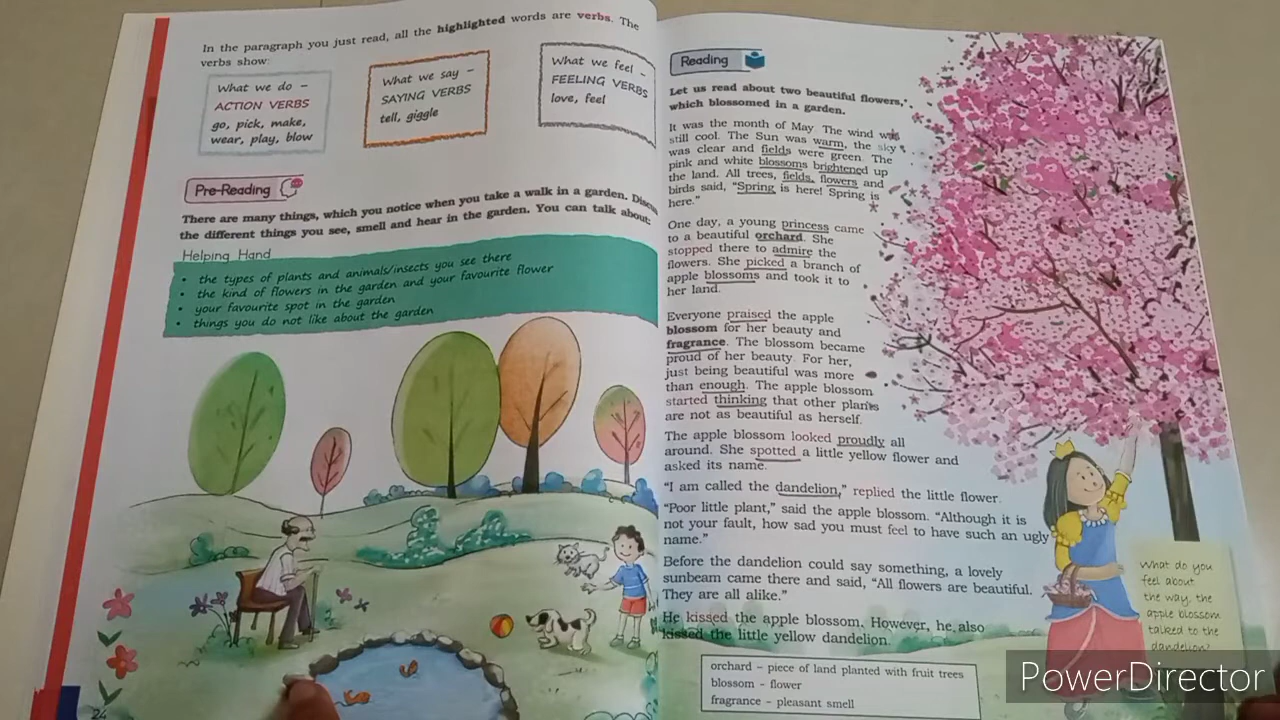 In the paragraph you just read, all the highlighted words are verbs. The
verbs show:
What we do –
ACTION VERBS
go, pick, make,
wear, play, blow
What we say –
SAYING VERBS
tell, giggle
What we feel –
FEELING VERBS
love, feel
Pre-Reading
There are many things, which you notice when you take a walk in a garden. Discuss
the different things you see, smell and hear in the garden. You can talk about:
Helping Hand
• the types of plants and animals/insects you see there
• the kind of flowers in the garden and your favourite flower
• your favourite spot in the garden
• things you do not like about the garden
24
Reading
Let us read about two beautiful flowers,
which blossomed in a garden.
It was the month of May. The wind was
still cool. The Sun was warm, the sky
was clear and fields were green. The
pink and white blossoms brightened up
the land. All trees, fields, flowers and
birds said, “Spring is here! Spring is
here.”
One day, a young princess came
to a beautiful orchard. She
stopped there to admire the
flowers. She picked a branch of
apple blossoms and took it to
her land.
Everyone praised the apple
blossom for her beauty and
fragrance. The blossom became
proud of her beauty. For her,
just being beautiful was more
than enough. The apple blossom
started thinking that other plants
are not as beautiful as herself.
The apple blossom looked proudly all
around. She spotted a little yellow flower and
asked its name.
“I am called the dandelion,” replied the little flower.
“Poor little plant,” said the apple blossom. “Although it is
not your fault, how sad you must feel to have such an ugly
name.”
Before the dandelion could say something, a lovely
sunbeam came there and said, “All flowers are beautiful.
They are all alike.”
He kissed the apple blossom. However, he also
kissed the little yellow dandelion.
What do you
feel about
the way, the
apple blossom
talked to the
dandelion?
orchard – piece of land planted with fruit trees
blossom – flower
fragrance – pleasant smell
PowerDirector